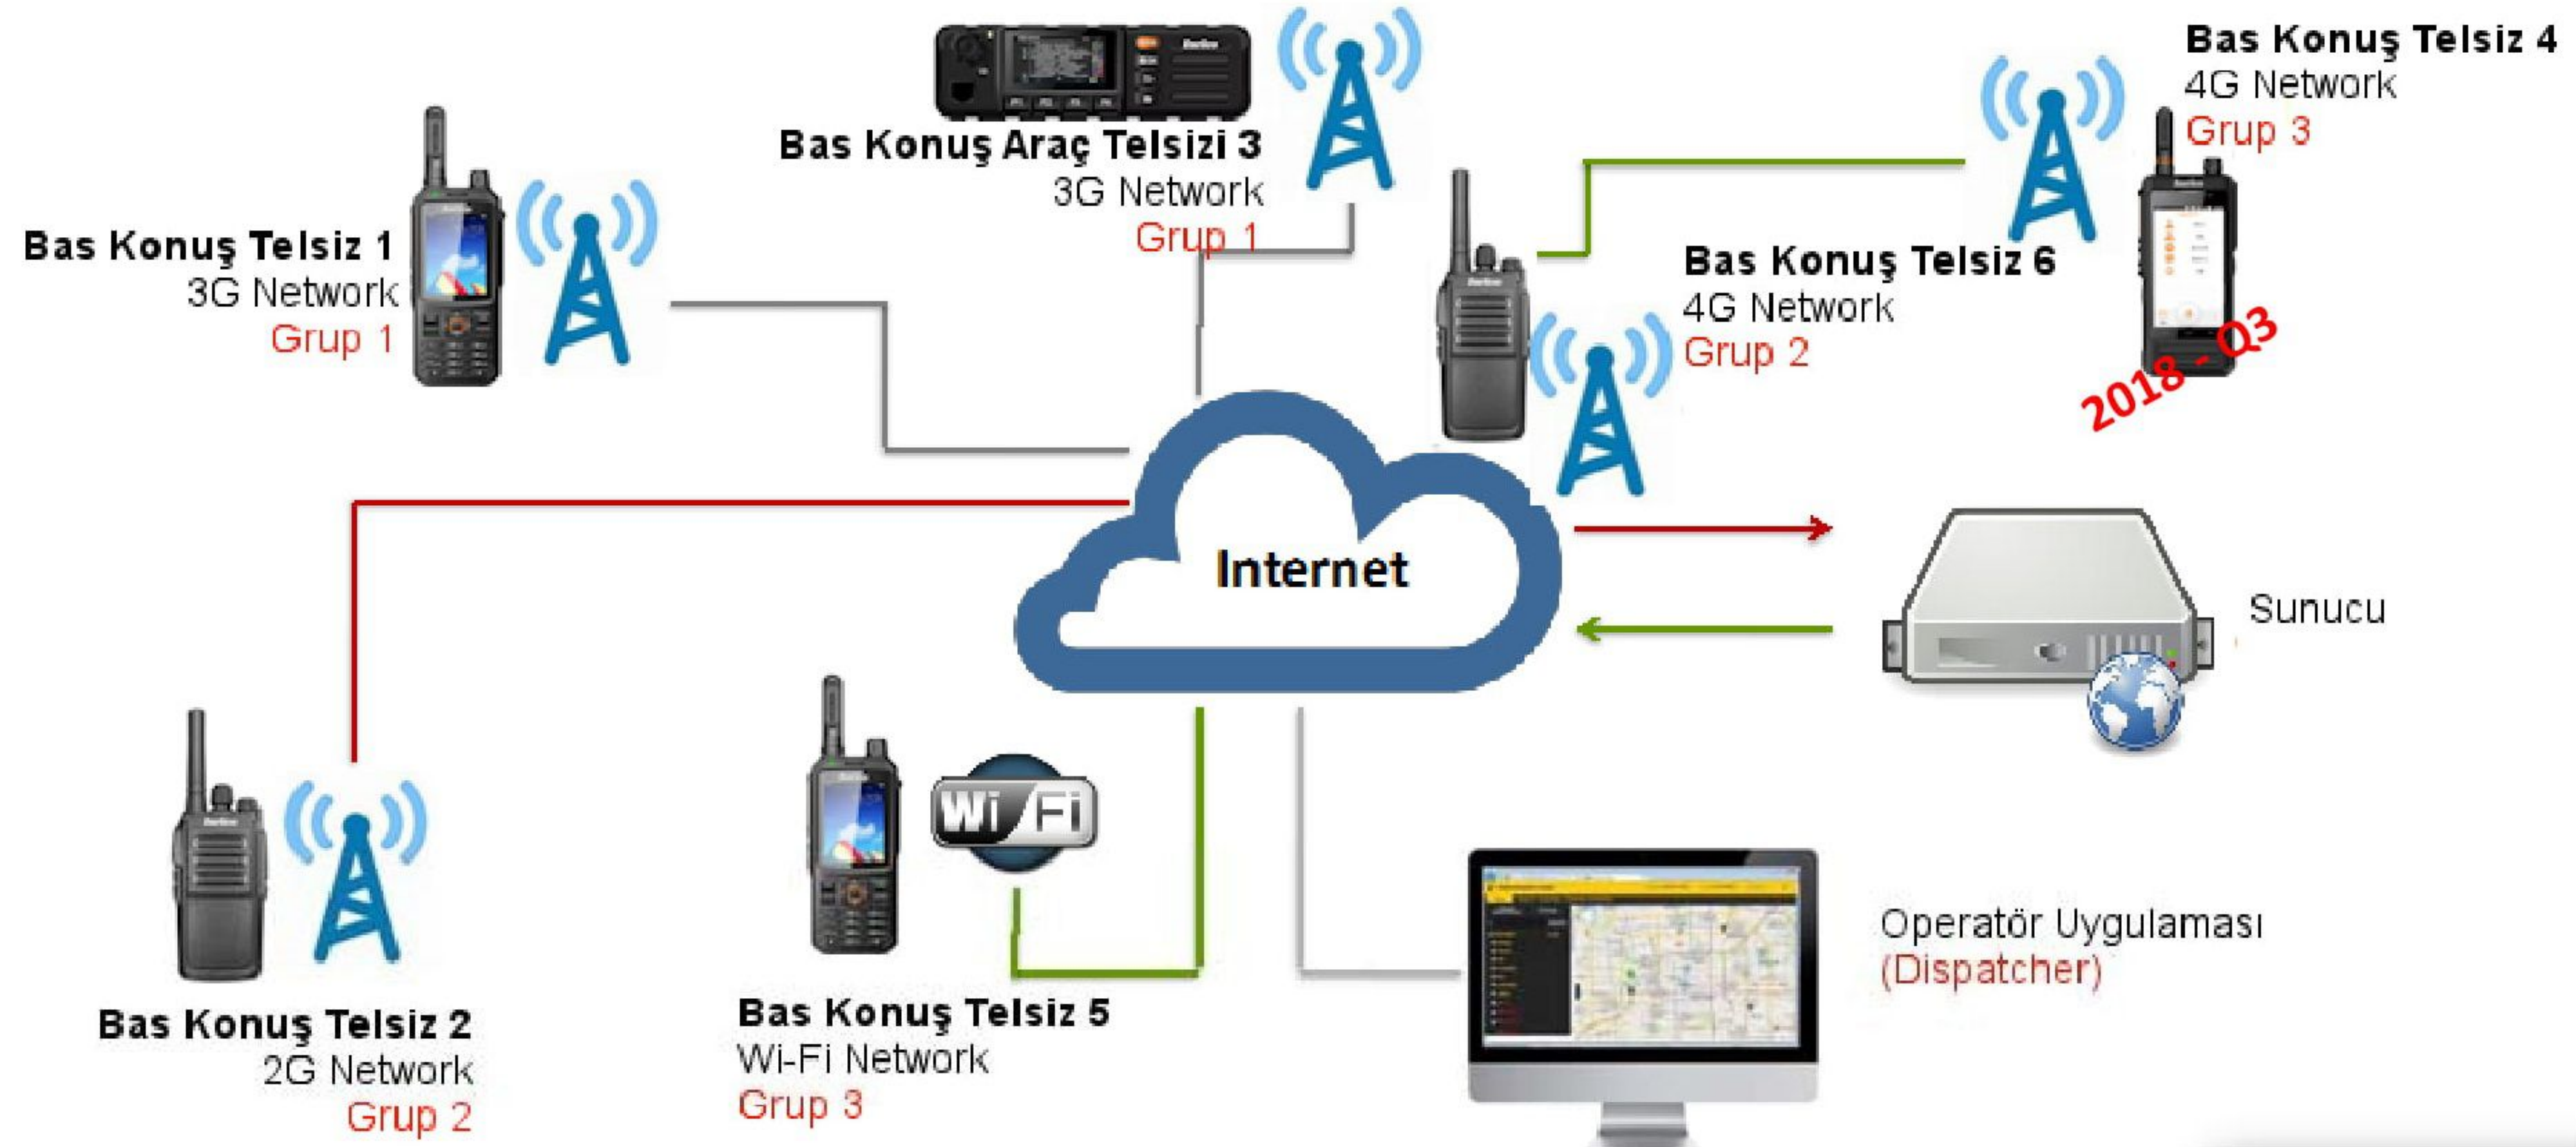 Bas Konuş Telsiz 1
3G Network
Grup 1
Bas Konuş Araç Telsizi 3
3G Network
Grup 1
Bas Konuş Telsiz 4
4G Network
Grup 3
2018 - Q3
Bas Konuş Telsiz 6
4G Network
Grup 2
Internet
Sunucu
Wi Fi
Bas Konuş Telsiz 2
2G Network
Grup 2
Bas Konuş Telsiz 5
Wi-Fi Network
Grup 3
Operatör Uygulaması
(Dispatcher)